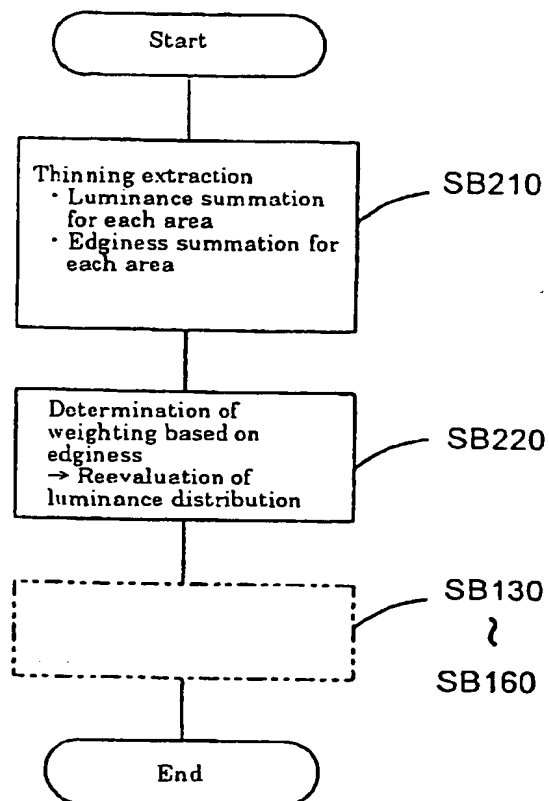 Start
Thinning extraction
・Luminance summation
for each area
・Edginess summation for
each area
SB210
Determination of
weighting based on
edginess
→ Reevaluation of
luminance distribution
SB220
SB130
~
SB160
End